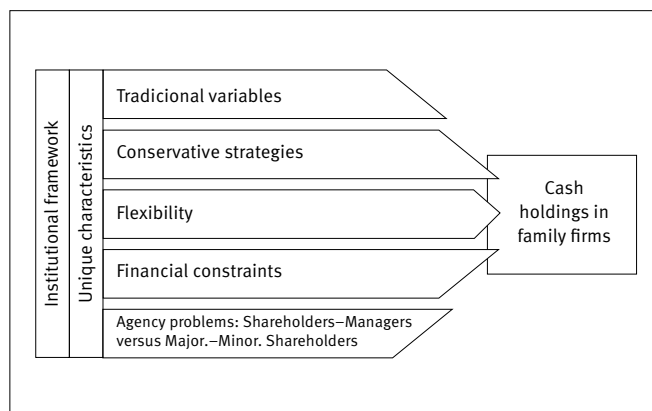 Institutional framework
Unique characteristics
Tradicional variables
Conservative strategies
Flexibility
Financial constraints
Agency problems: Shareholders–Managers
versus Major.–Minor. Shareholders
Cash
holdings in
family firms